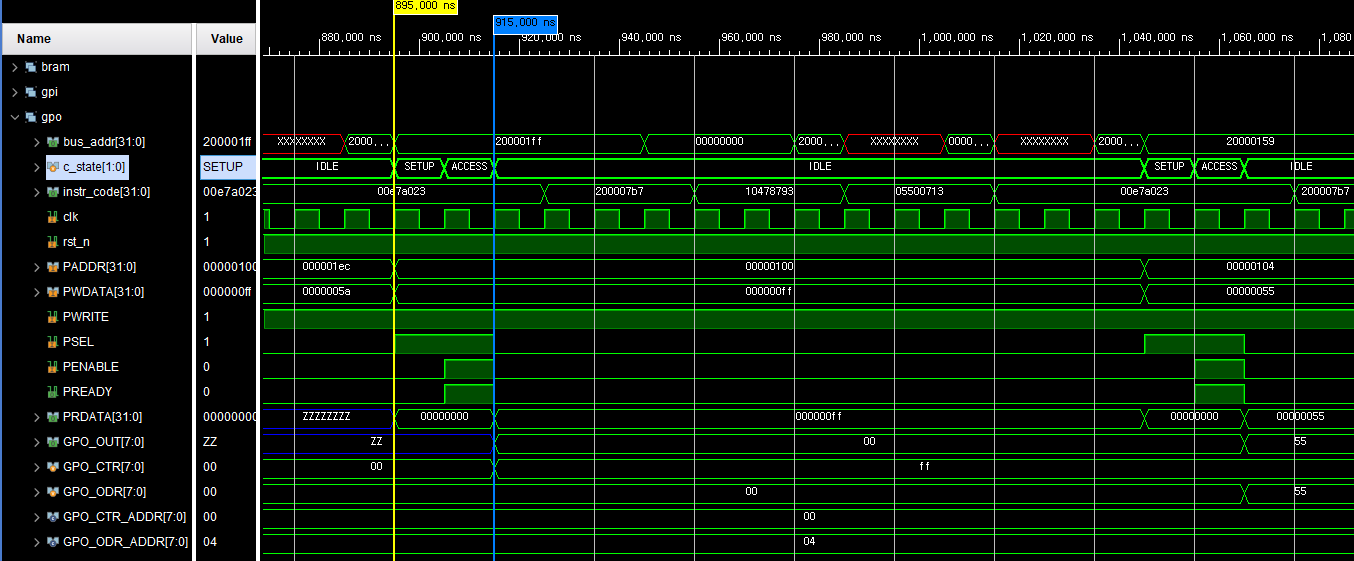 895,000 ns
915,000 ns
Name Value 880,000 ns 900,000 ns 920,000 ns 940,000 ns 960,000 ns 980,000 ns 1,000,000 ns 1,020,000 ns 1,040,000 ns 1,060,000 ns 1,080
bram
gpi
gpo
bus_addr[31:0] 200001ff XXXXXXXX 2000... 200001ff 00000000 2000... XXXXXXXX 0000... XXXXXXXX 2000... 20000159
c_state[1:0] SETUP IDLE SETUP ACCESS IDLE SETUP ACCESS IDLE
instr_code[31:0] 00e7a023 00e7a023 200007b7 10478793 05500713 00e7a023 200007b7
clk 1
rst_n 1
PADDR[31:0] 00000100 000001ec 00000100 00000104
PWDATA[31:0] 000000ff 0000005a 000000ff 00000055
PWRITE 1
PSEL 1
PENABLE 0
PREADY 0
PRDATA[31:0] 00000000 ZZZZZZZZ 00000000 000000ff 00000000 00000055
GPO_OUT[7:0] ZZ ZZ 00 55
GPO_CTR[7:0] 00 00 ff
GPO_ODR[7:0] 00 00 55
GPO_CTR_ADDR[7:0] 00 00
GPO_ODR_ADDR[7:0] 04 04